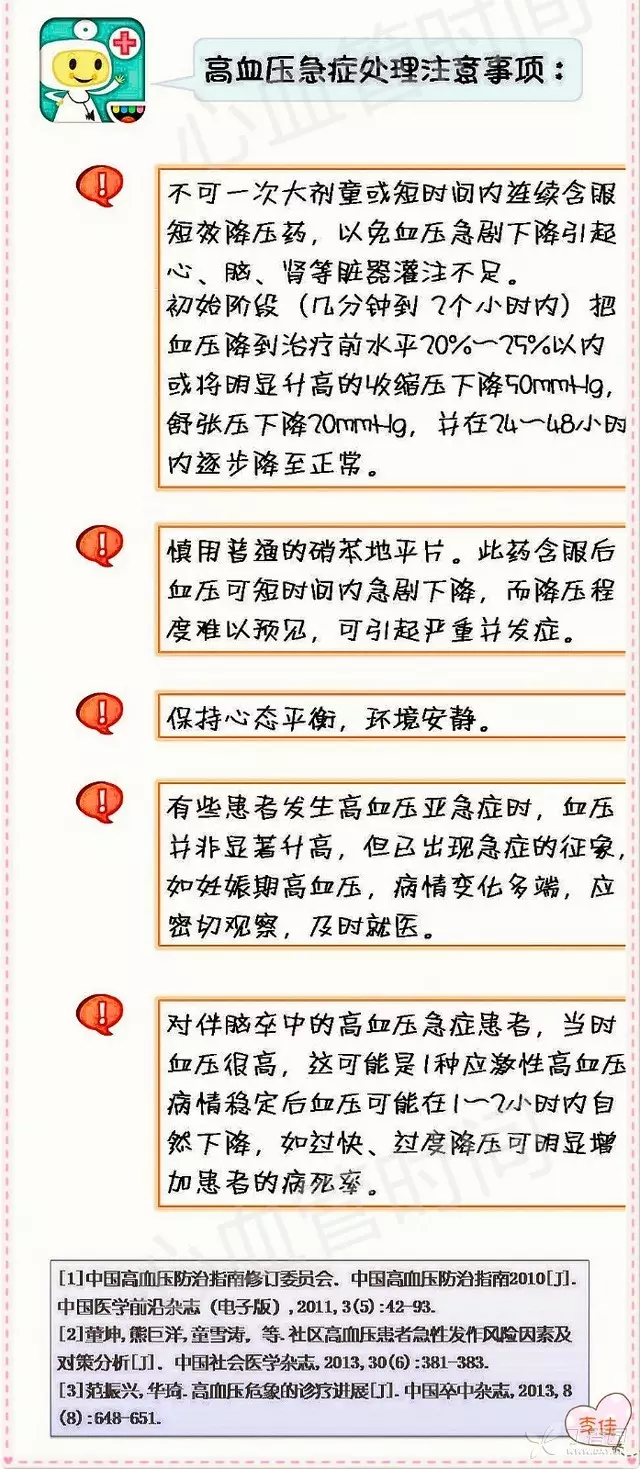 高血压急症处理注意事项：
不可一次大剂童或短时间内连续含服
短效降压药，以免血压急剧下降引起
心、脑、肾等脏器灌注不足。
初始阶段（几分钟到 2个小时内）把
血压降到治疗前水平20%～25%以内
或将明显升高的收缩压下降50mmHg，
舒张压下降20mmHg，并在24～48小时
内逐步降至正常。
慎用普通的硝苯地平片。此药含服后
血压可短时间内急剧下降，而降压程
度难以预见，可引起严重并发症。
保持心态平衡，环境安静。
有些患者发生高血压亚急症时，血压
并非显著升高，但已出现急症的征象，
如妊娠期高血压，病情变化多端，应
密切观察，及时就医。
对伴脑卒中的高血压急症患者，当时
血压很高，这可能是1种应激性高血压
病情稳定后血压可能在1～2小时内自
然下降，如过快、过度降压可明显增
加患者的病死率。
[1]中国高血压防治指南修订委员会. 中国高血压防治指南2010[J].
中国医学前沿杂志（电子版）,2011,3(5):42-93.
[2]董坤,熊巨洋,童雪涛, 等.社区高血压患者急性发作风险因素及
对策分析[J]. 中国社会医学杂志,2013,30(6):381-383.
[3]范振兴,华琦.高血压危象的诊疗进展[J].中国卒中杂志,2013,8
(8):648-651.
李佳
心血管时间
心血管时间